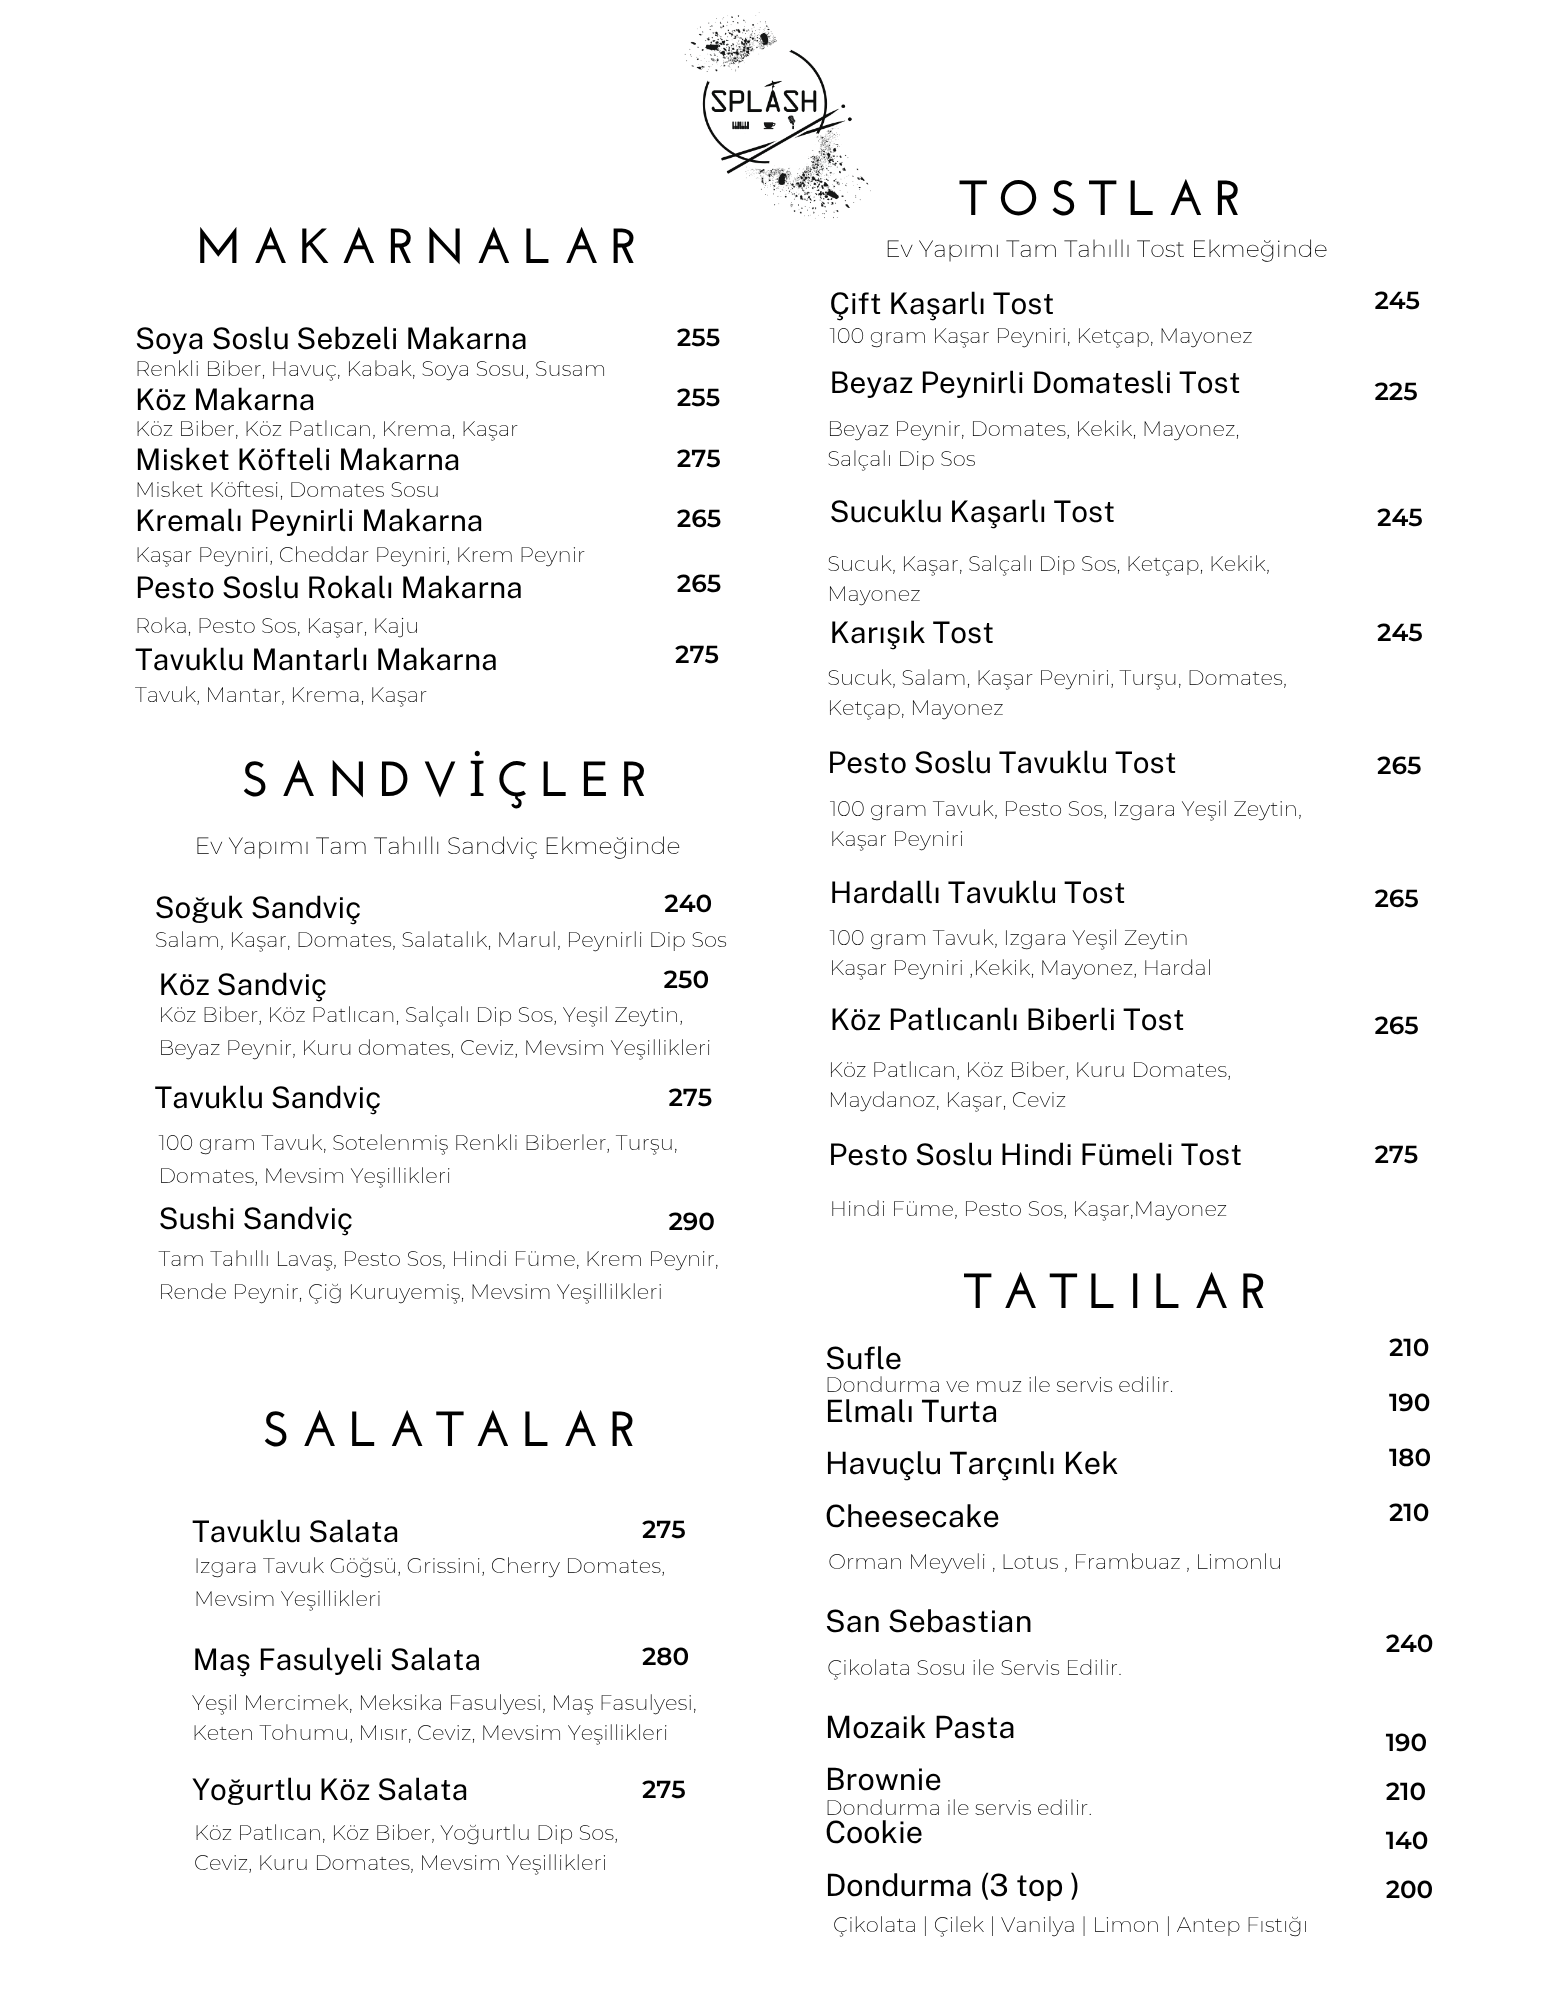 SPLASH
MAKARNALAR
Soya Soslu Sebzeli Makarna 255
Renkli Biber, Havuç, Kabak, Soya Sosu, Susam
Köz Makarna 255
Köz Biber, Köz Patlıcan, Krema, Kaşar
Misket Köfteli Makarna 275
Misket Köftesi, Domates Sosu
Kremalı Peynirli Makarna 265
Kaşar Peyniri, Cheddar Peyniri, Krem Peynir
Pesto Soslu Rokalı Makarna 265
Roka, Pesto Sos, Kaşar, Kaju
Tavuklu Mantarlı Makarna 275
Tavuk, Mantar, Krema, Kaşar
SANDVİÇLER
Ev Yapımı Tam Tahıllı Sandviç Ekmeğinde
Soğuk Sandviç 240
Salam, Kaşar, Domates, Salatalık, Marul, Peynirli Dip Sos
Köz Sandviç 250
Köz Biber, Köz Patlıcan, Salçalı Dip Sos, Yeşil Zeytin,
Beyaz Peynir, Kuru domates, Ceviz, Mevsim Yeşillikleri
Tavuklu Sandviç 275
100 gram Tavuk, Sotelenmiş Renkli Biberler, Turşu,
Domates, Mevsim Yeşillikleri
Sushi Sandviç 290
Tam Tahıllı Lavaş, Pesto Sos, Hindi Füme, Krem Peynir,
Rende Peynir, Çiğ Kuruyemiş, Mevsim Yeşillilkleri
SALATALAR
Tavuklu Salata 275
Izgara Tavuk Göğsü, Grissini, Cherry Domates,
Mevsim Yeşillikleri
Maş Fasulyeli Salata 280
Yeşil Mercimek, Meksika Fasulyesi, Maş Fasulyesi,
Keten Tohumu, Mısır, Ceviz, Mevsim Yeşillikleri
Yoğurtlu Köz Salata 275
Köz Patlıcan, Köz Biber, Yoğurtlu Dip Sos,
Ceviz, Kuru Domates, Mevsim Yeşillikleri
TOSTLAR
Ev Yapımı Tam Tahıllı Tost Ekmeğinde
Çift Kaşarlı Tost 245
100 gram Kaşar Peyniri, Ketçap, Mayonez
Beyaz Peynirli Domatesli Tost 225
Beyaz Peynir, Domates, Kekik, Mayonez,
Salçalı Dip Sos
Sucuklu Kaşarlı Tost 245
Sucuk, Kaşar, Salçalı Dip Sos, Ketçap, Kekik,
Mayonez
Karışık Tost 245
Sucuk, Salam, Kaşar Peyniri, Turşu, Domates,
Ketçap, Mayonez
Pesto Soslu Tavuklu Tost 265
100 gram Tavuk, Pesto Sos, Izgara Yeşil Zeytin,
Kaşar Peyniri
Hardallı Tavuklu Tost 265
100 gram Tavuk, Izgara Yeşil Zeytin
Kaşar Peyniri ,Kekik, Mayonez, Hardal
Köz Patlıcanlı Biberli Tost 265
Köz Patlıcan, Köz Biber, Kuru Domates,
Maydanoz, Kaşar, Ceviz
Pesto Soslu Hindi Fümeli Tost 275
Hindi Füme, Pesto Sos, Kaşar,Mayonez
TATLILAR
Sufle 210
Dondurma ve muz ile servis edilir.
Elmalı Turta 190
Havuçlu Tarçınlı Kek 180
Cheesecake 210
Orman Meyveli , Lotus , Frambuaz , Limonlu
San Sebastian 240
Çikolata Sosu ile Servis Edilir.
Mozaik Pasta 190
Brownie 210
Dondurma ile servis edilir.
Cookie 140
Dondurma (3 top ) 200
Çikolata | Çilek | Vanilya | Limon | Antep Fıstığı